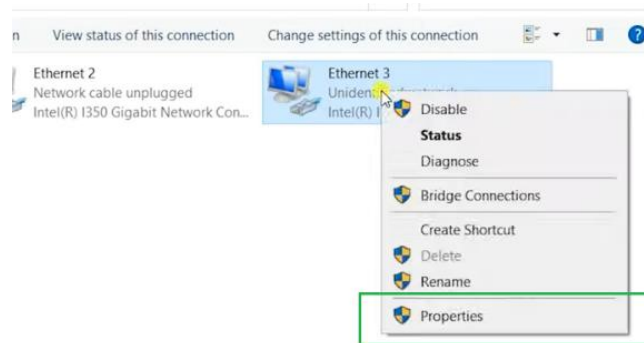 View status of this connection Change settings of this connection
Ethernet 2
Network cable unplugged
Intel(R) I350 Gigabit Network Con...
Ethernet 3
Intel(R)
Disable
Status
Diagnose
Bridge Connections
Create Shortcut
Delete
Rename
Properties